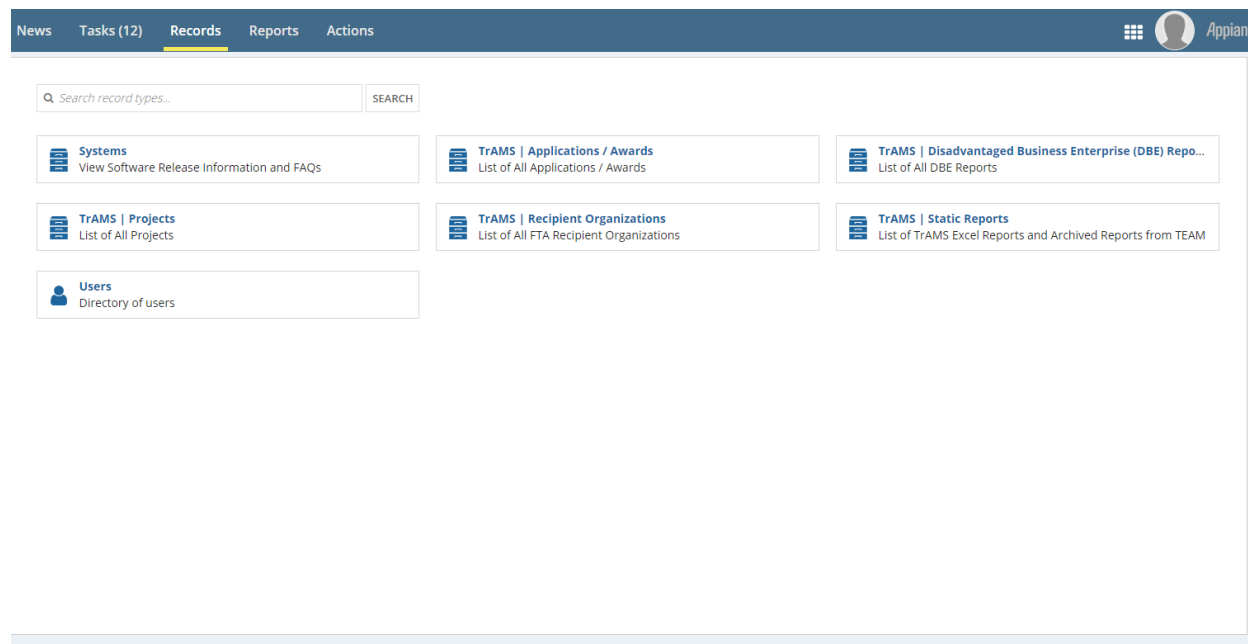 News Tasks (12) Records Reports Actions Appian
Search record types... SEARCH
Systems
View Software Release Information and FAQs
TrAMS | Applications / Awards
List of All Applications / Awards
TrAMS | Disadvantaged Business Enterprise (DBE) Repo...
List of All DBE Reports
TrAMS | Projects
List of All Projects
TrAMS | Recipient Organizations
List of All FTA Recipient Organizations
TrAMS | Static Reports
List of TrAMS Excel Reports and Archived Reports from TEAM
Users
Directory of users